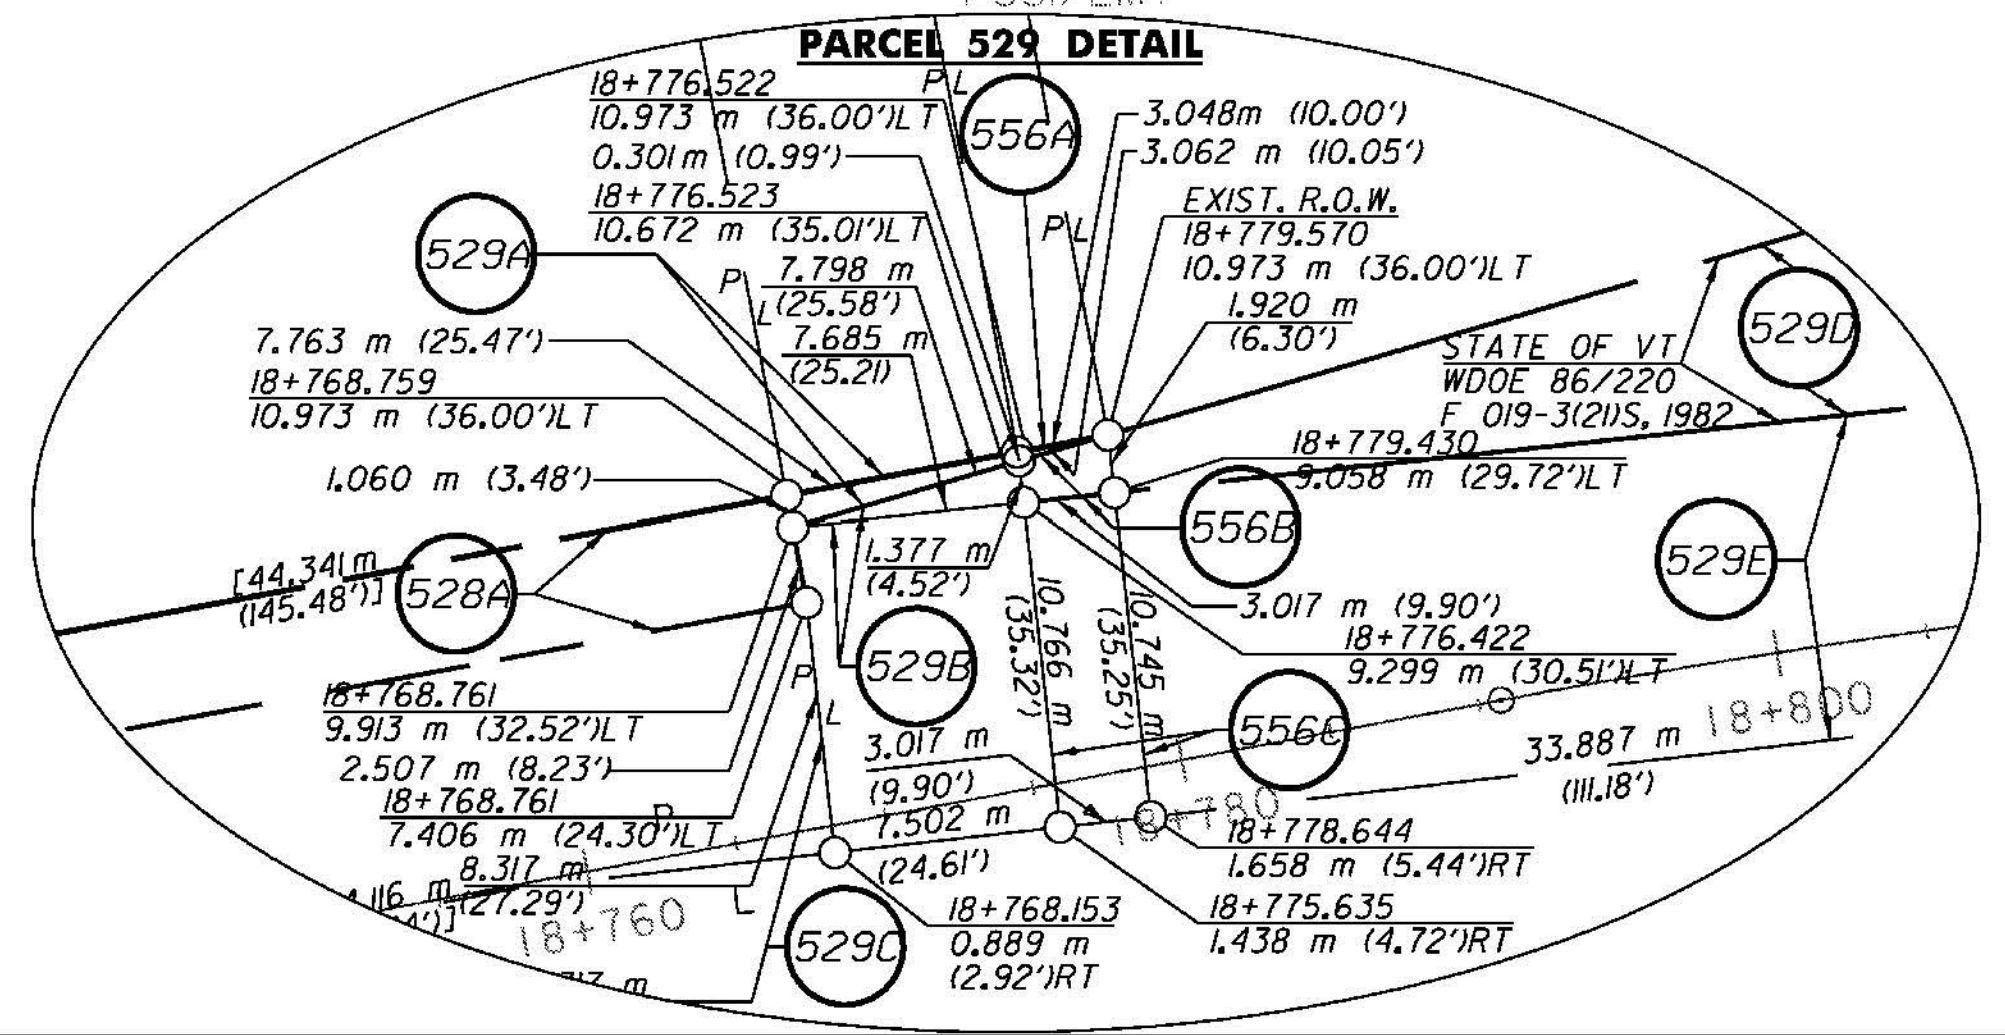 PARCEL 529 DETAIL
18+776.522
10.973 m (36.00')LT
0.301m (0.99')
18+776.523
10.672 m (35.01')LT
7.798 m
(25.58')
7.685 m
(25.21)
P L
556A
3.048m (10.00')
3.062 m (10.05')
EXIST. R.O.W.
18+779.570
10.973 m (36.00')LT
1.920 m
(6.30')
P L
529A
P
L
7.763 m (25.47')
18+768.759
10.973 m (36.00')LT
1.060 m (3.48')
529D
STATE OF VT
WDOE 86/220
F 019-3(21)S, 1982
18+779.430
9.058 m (29.72')LT
556B
529E
[44.341m
(145.48')]
528A
1.377 m
(4.52')
529B
10.766 m
(35.32')
10.745 m
(35.25')
3.017 m (9.90')
18+776.422
9.299 m (30.51')LT
18+768.761
9.913 m (32.52')LT
2.507 m (8.23')
18+768.761
7.406 m (24.30')LT
8.317 m
(27.29')
P
L
P
L
3.017 m
(9.90')
7.502 m
(24.61')
18+800
33.887 m
(111.18')
18+780
18+778.644
1.658 m (5.44')RT
18+775.635
1.438 m (4.72')RT
18+768.153
0.889 m
(2.92')RT
529C
18+760